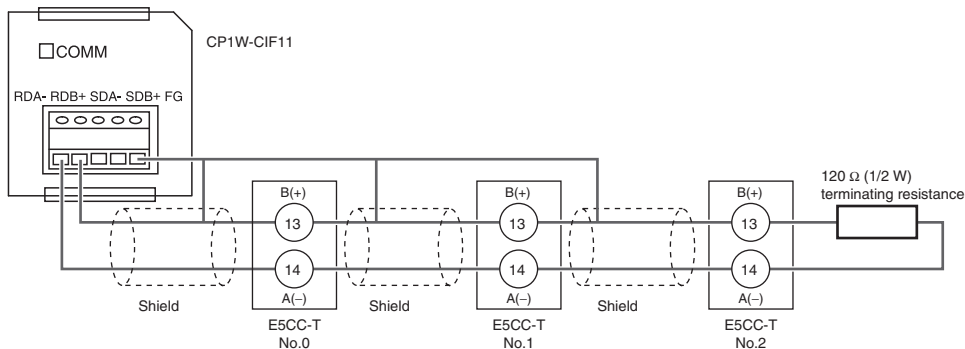 COMM
CP1W-CIF11
RDA- RDB+ SDA- SDB+ FG
B(+)
13
14
A(−)
Shield
E5CC-T
No.0
B(+)
13
14
A(−)
Shield
E5CC-T
No.1
B(+)
13
14
A(−)
Shield
E5CC-T
No.2
120 Ω (1/2 W)
terminating resistance